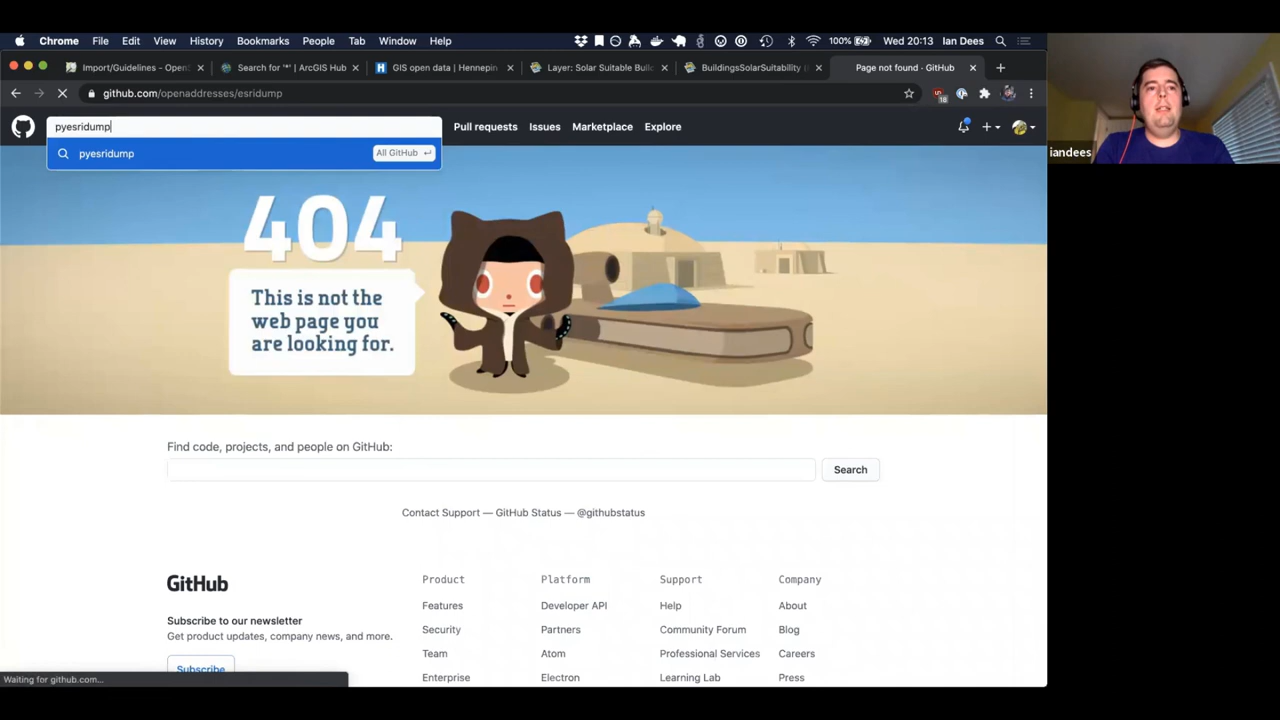 Chrome File Edit View History Bookmarks People Tab Window Help 100% Wed 20:13 Ian Dees
Import/Guidelines - Open Search for '*' | ArcGIS Hub GIS open data | Hennepin Layer: Solar Suitable Buil BuildingsSolarSuitability ( Page not found · GitHub
github.com/openaddresses/esridump 18
pyesridump Pull requests Issues Marketplace Explore
pyesridump All GitHub
iandees
404
This is not the
web page you
are looking for.
Find code, projects, and people on GitHub:
Search
Contact Support — GitHub Status — @githubstatus
GitHub Product Platform Support Company
Features Developer API Help About
Subscribe to our newsletter
Get product updates, company news, and more.
Security Partners Community Forum Blog
Team Atom Professional Services Careers
Subscribe
Enterprise Electron Learning Lab Press
Waiting for github.com...